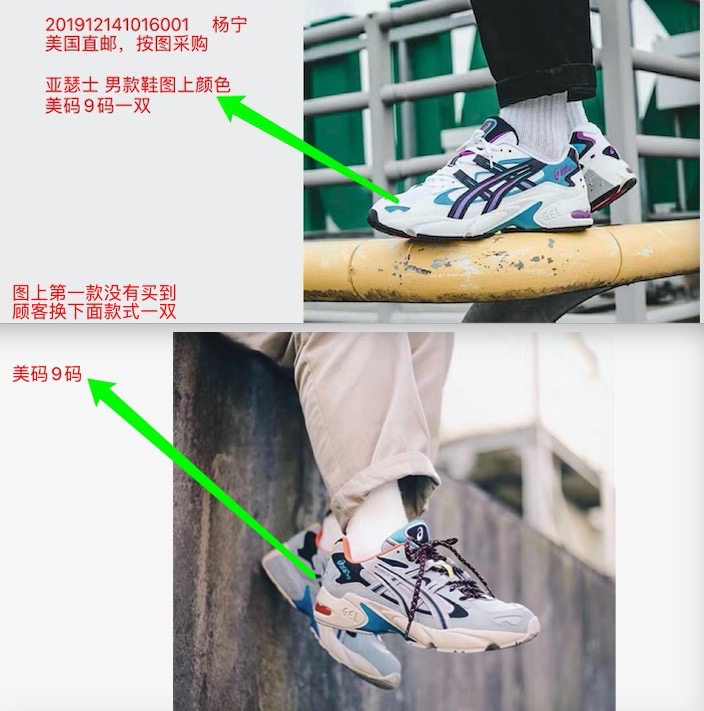 201912141016001 杨宁
美国直邮，按图采购
亚瑟士 男款鞋图上颜色
美码9码一双
图上第一款没有买到
顾客换下面款式一双
美码9码
GEL
GEL